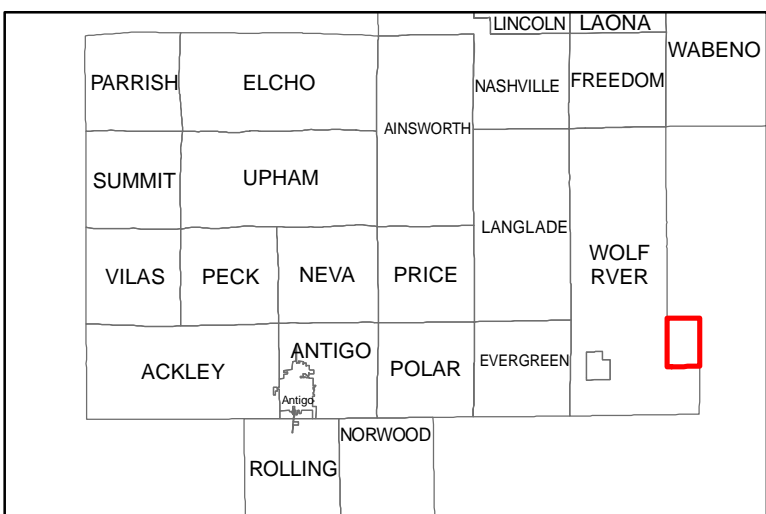 LINCOLN LAONA
WABENO
PARRISH ELCHO NASHVILLE FREEDOM
AINSWORTH
SUMMIT UPHAM
LANGLADE
WOLF
RVER
VILAS PECK NEVA PRICE
ANTIGO
ACKLEY POLAR EVERGREEN
Antigo
NORWOOD
ROLLING